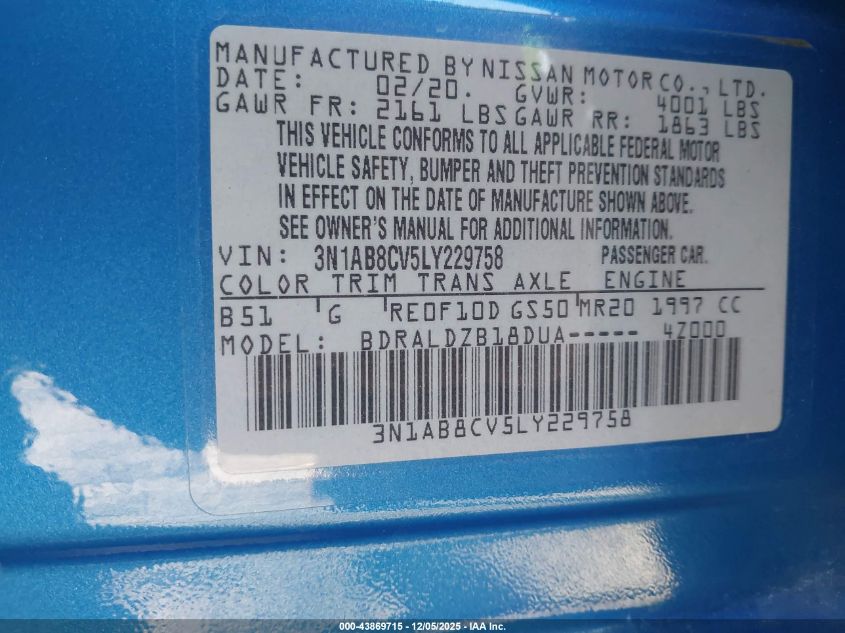 MANUFACTURED BY NISSAN MOTOR CO., LTD.
DATE: 02/20. GVWR: 4001 LBS
GAWR FR: 2161 LBS GAWR RR: 1863 LBS
THIS VEHICLE CONFORMS TO ALL APPLICABLE FEDERAL MOTOR
VEHICLE SAFETY, BUMPER AND THEFT PREVENTION STANDARDS
IN EFFECT ON THE DATE OF MANUFACTURE SHOWN ABOVE.
SEE OWNER'S MANUAL FOR ADDITIONAL INFORMATION.
VIN: 3N1AB8CV5LY229758 PASSENGER CAR.
COLOR TRIM TRANS AXLE ENGINE
B51 G RE0F10D GS50 MR20 1997 CC
MODEL: BDRALDZB18DUA----- 4Z000
3N1AB8CV5LY229758
000-43869715 - 12/05/2025 - IAA Inc.